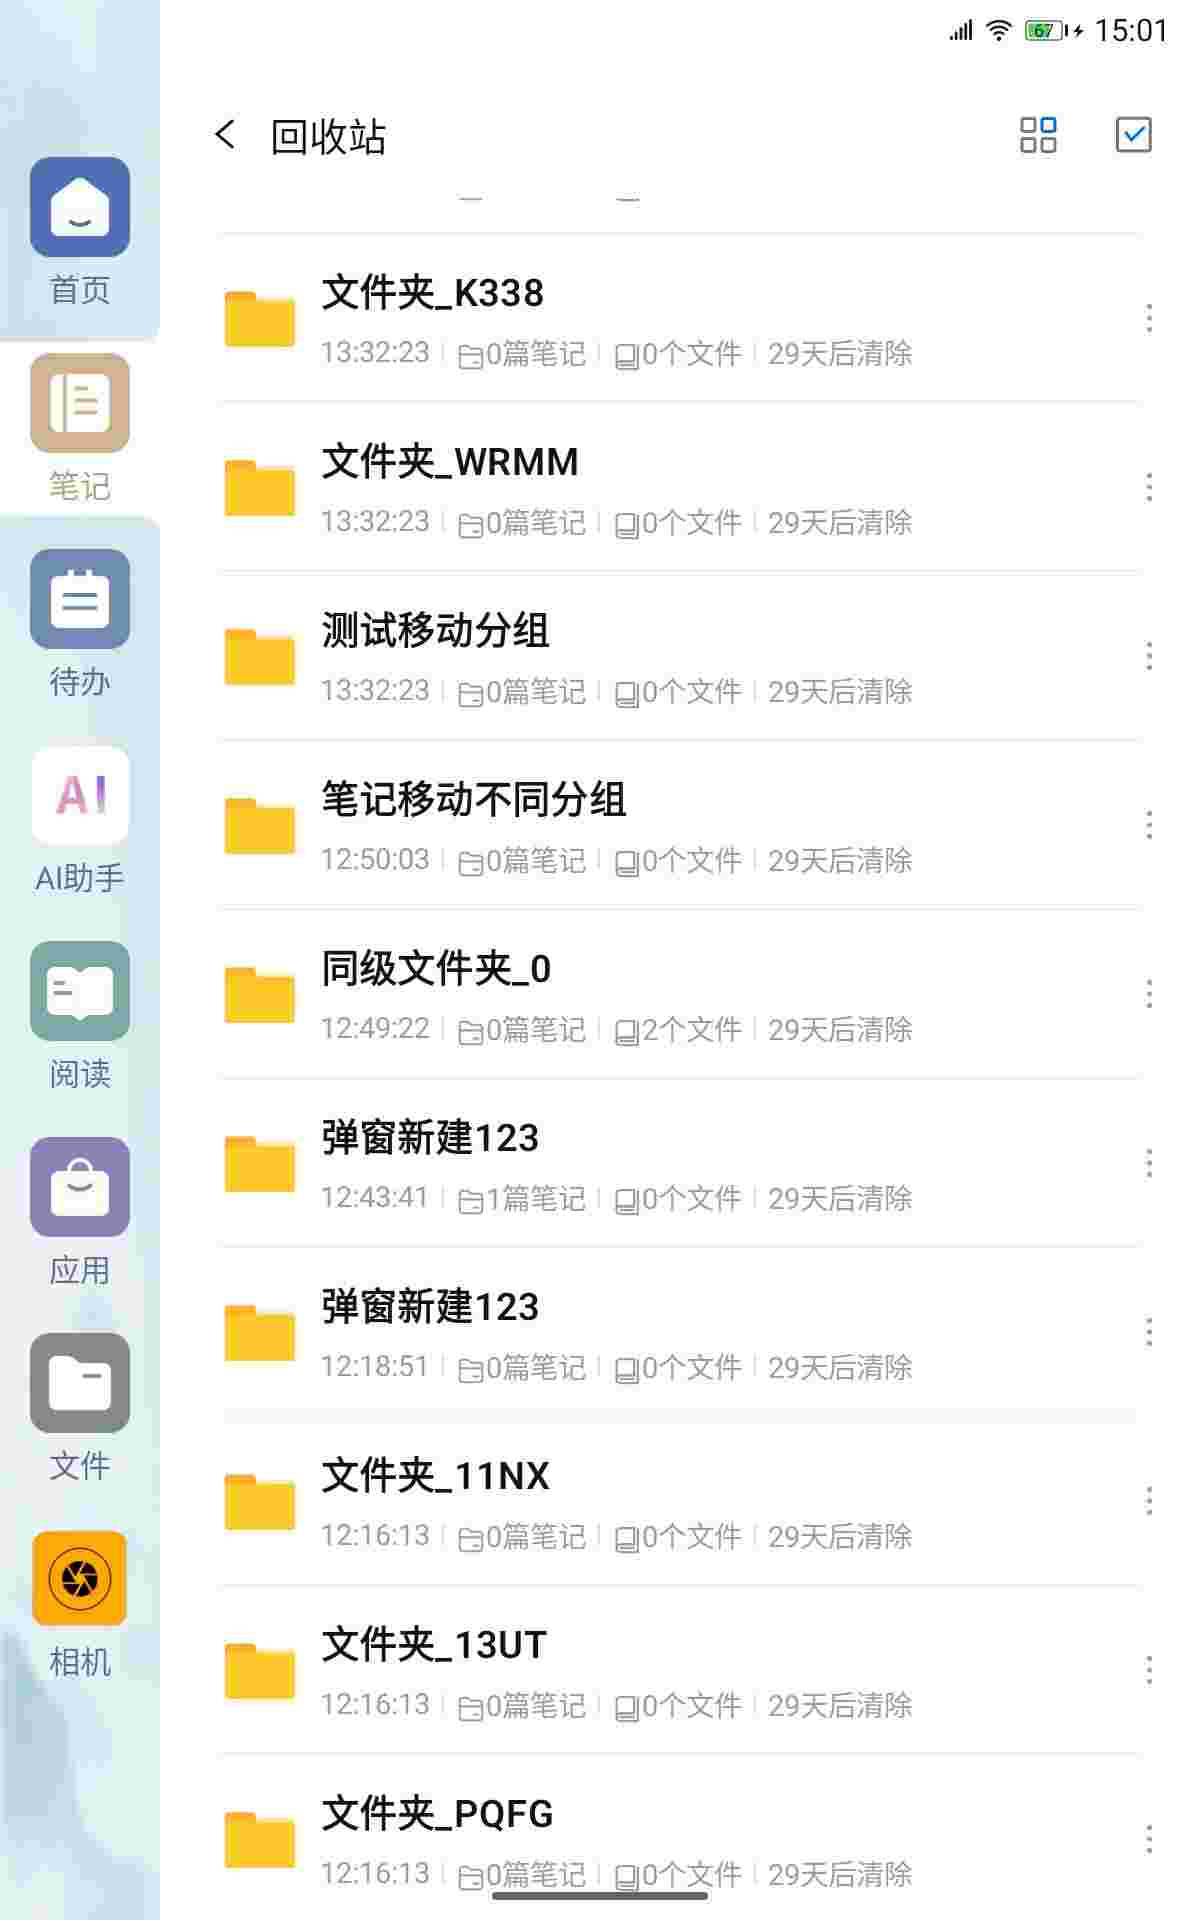 67 15:01
回收站
首页
笔记
待办
AI
AI助手
阅读
应用
文件
相机
文件夹_K338
13:32:23 0篇笔记 0个文件 29天后清除
文件夹_WRMM
13:32:23 0篇笔记 0个文件 29天后清除
测试移动分组
13:32:23 0篇笔记 0个文件 29天后清除
笔记移动不同分组
12:50:03 0篇笔记 0个文件 29天后清除
同级文件夹_0
12:49:22 0篇笔记 2个文件 29天后清除
弹窗新建123
12:43:41 1篇笔记 0个文件 29天后清除
弹窗新建123
12:18:51 0篇笔记 0个文件 29天后清除
文件夹_11NX
12:16:13 0篇笔记 0个文件 29天后清除
文件夹_13UT
12:16:13 0篇笔记 0个文件 29天后清除
文件夹_PQFG
12:16:13 0篇笔记 0个文件 29天后清除